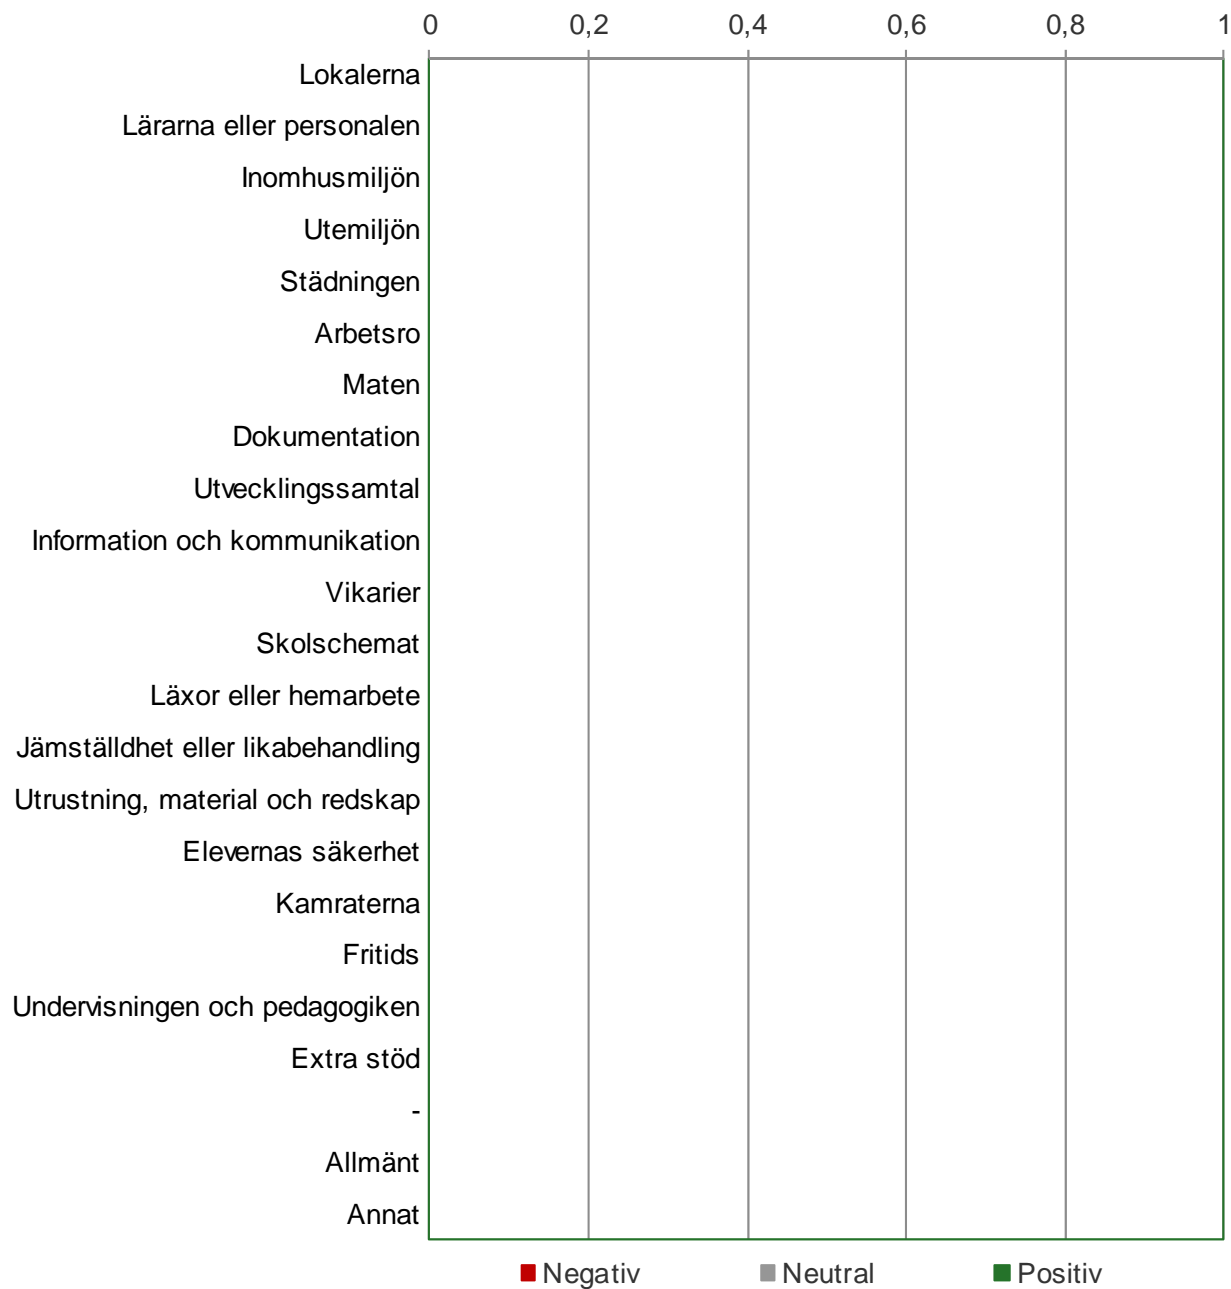 0 0,2 0,4 0,6 0,8 1
Lokalerna
Lärarna eller personalen
Inomhusmiljön
Utemiljön
Städningen
Arbetsro
Maten
Dokumentation
Utvecklingssamtal
Information och kommunikation
Vikarier
Skolschemat
Läxor eller hemarbete
Jämställdhet eller likabehandling
Utrustning, material och redskap
Elevernas säkerhet
Kamraterna
Fritids
Undervisningen och pedagogiken
Extra stöd
-
Allmänt
Annat
Negativ Neutral Positiv